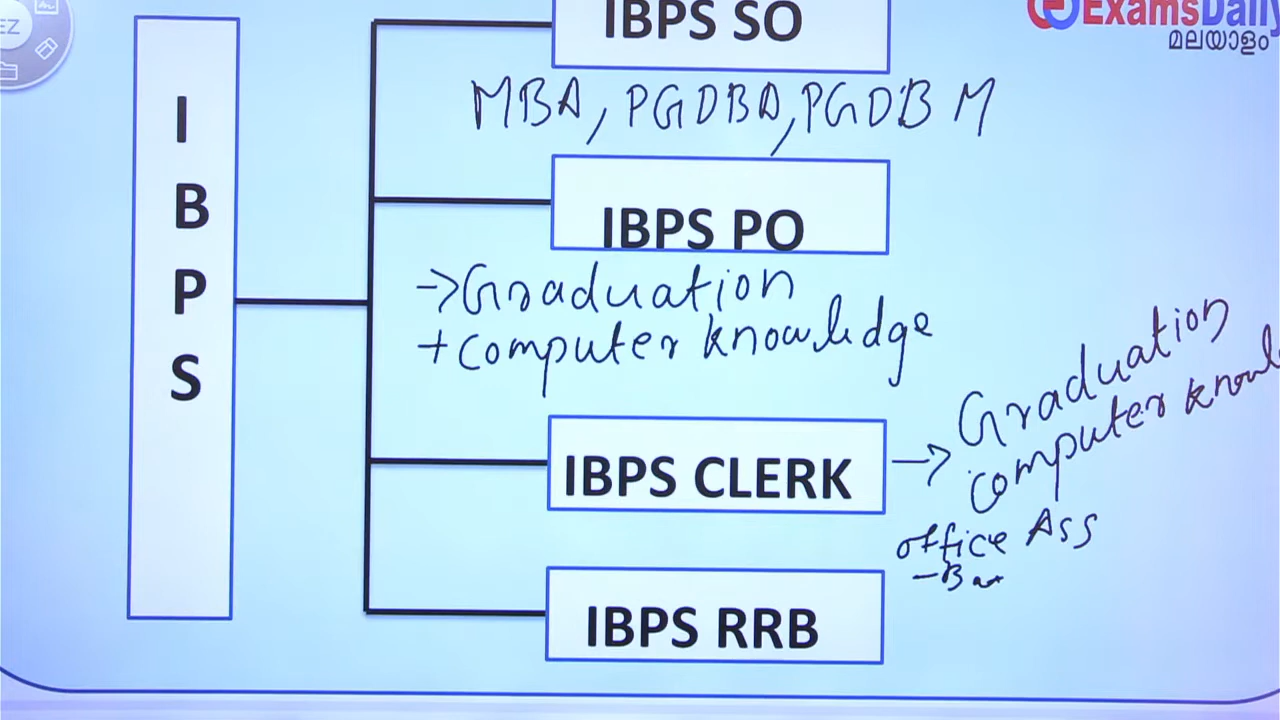 EZ
ExamsDaily
മലയാളം
I
B
P
S
IBPS SO
MBA, PGDBA, PGDBM
IBPS PO
→Graduation
+computer knowledge
IBPS CLERK
→ Graduation
computer
office Ass
IBPS RRB